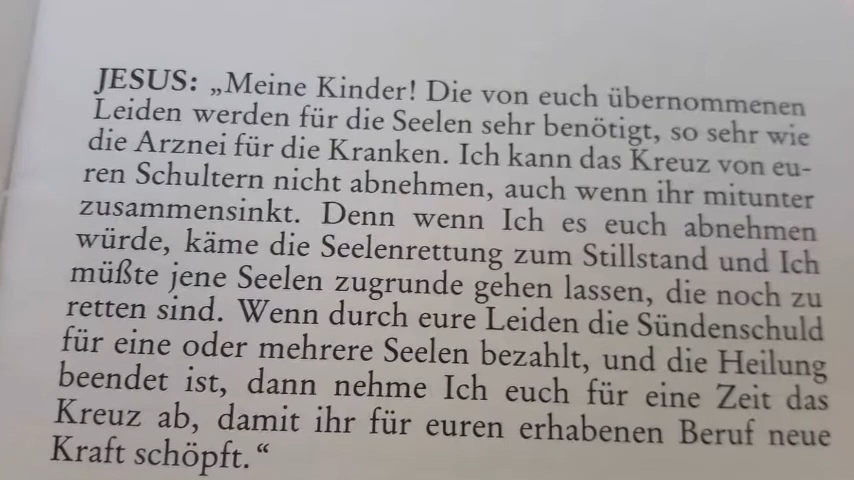 JESUS: „Meine Kinder! Die von euch übernommenen
Leiden werden für die Seelen sehr benötigt, so sehr wie
die Arznei für die Kranken. Ich kann das Kreuz von eu-
ren Schultern nicht abnehmen, auch wenn ihr mitunter
zusammensinkt. Denn wenn Ich es euch abnehmen
würde, käme die Seelenrettung zum Stillstand und Ich
müßte jene Seelen zugrunde gehen lassen, die noch zu
retten sind. Wenn durch eure Leiden die Sündenschuld
für eine oder mehrere Seelen bezahlt, und die Heilung
beendet ist, dann nehme Ich euch für eine Zeit das
Kreuz ab, damit ihr für euren erhabenen Beruf neue
Kraft schöpft.“